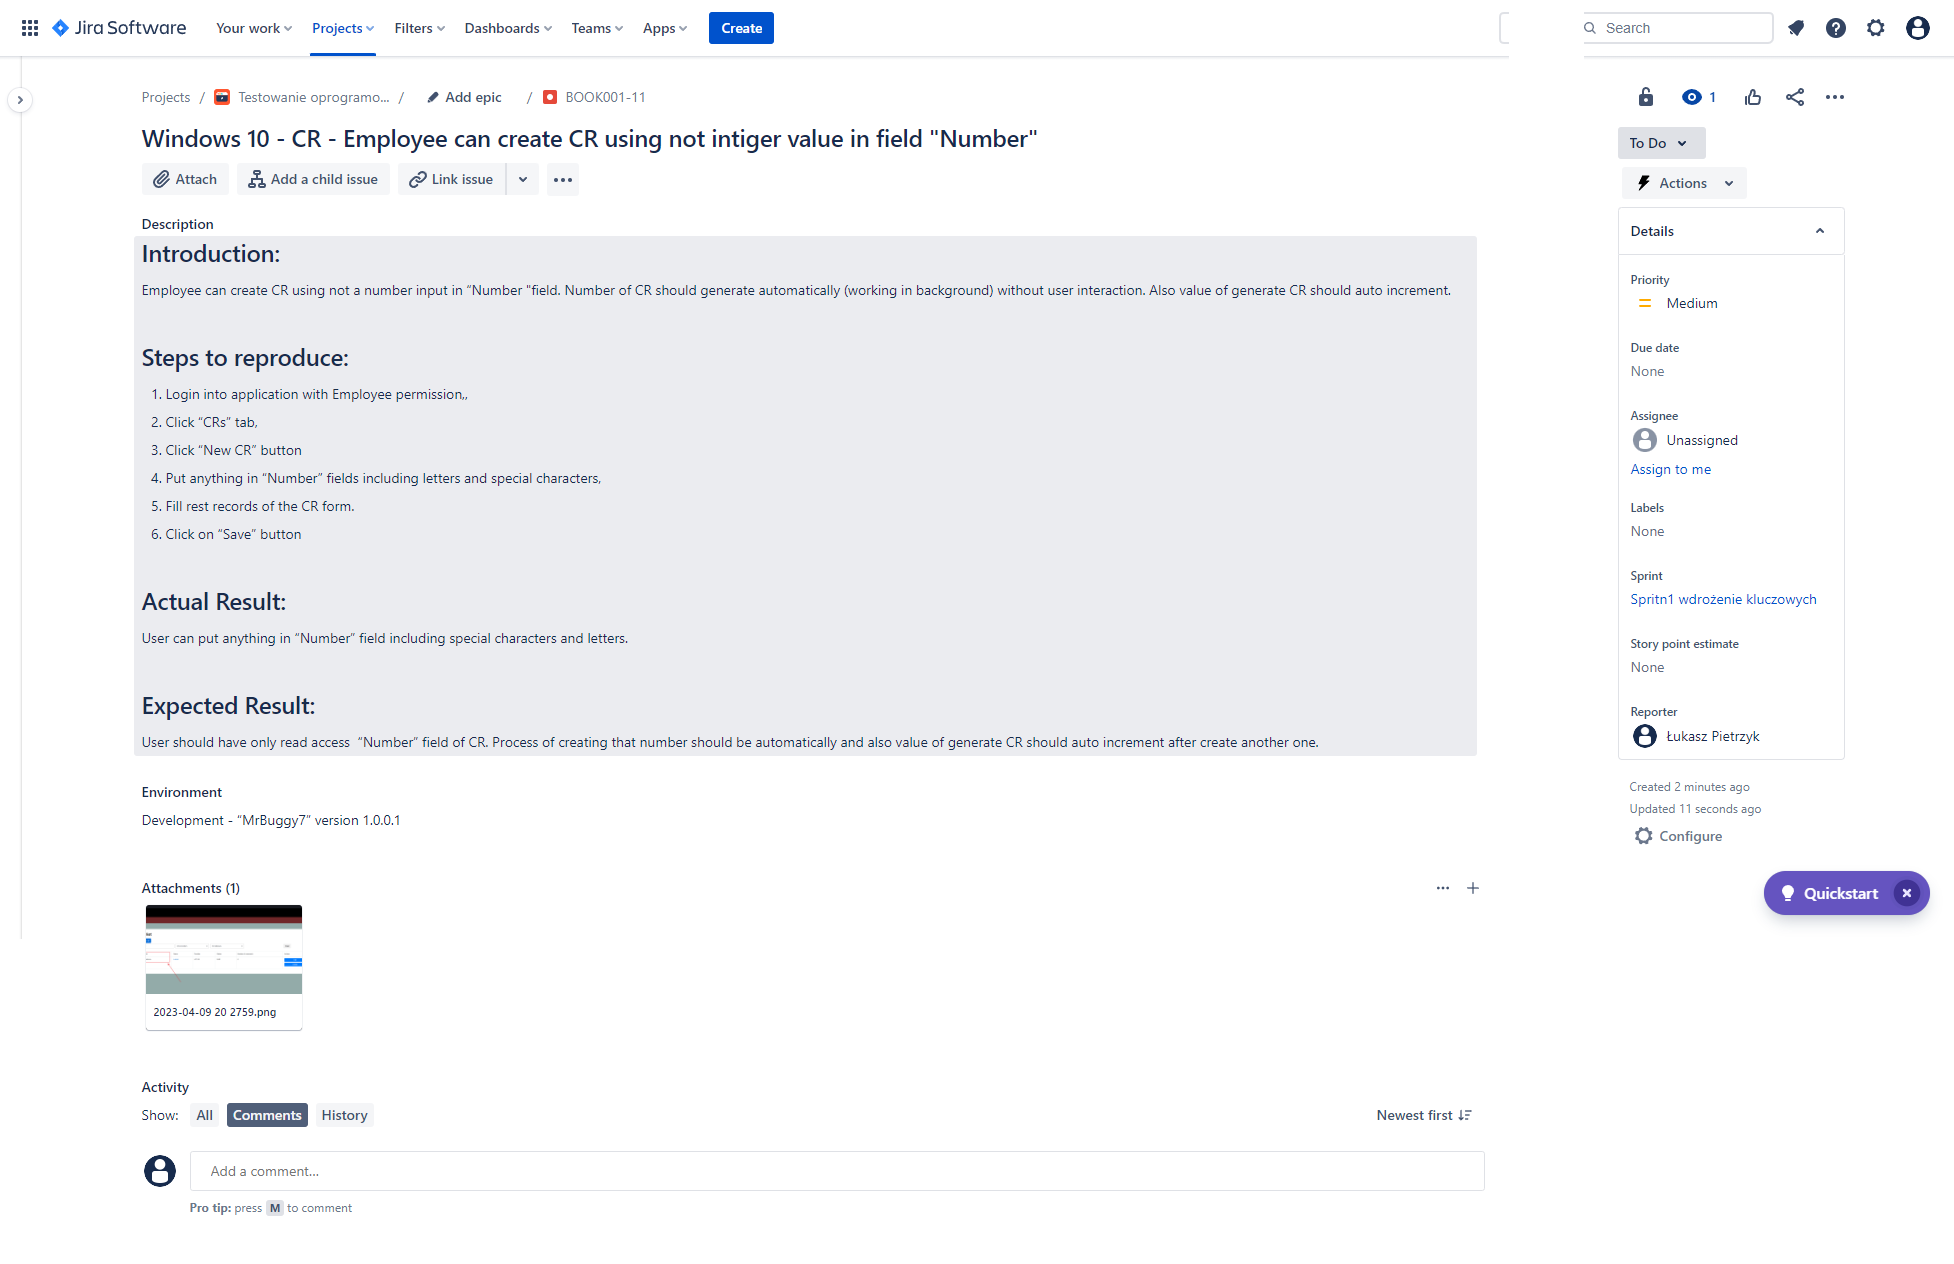 Jira Software Your work Projects Filters Dashboards Teams Apps Create Search
Projects / Testowanie oprogramo... / Add epic / BOOK001-11 1
Windows 10 - CR - Employee can create CR using not intiger value in field "Number"
To Do
Attach Add a child issue Link issue
Actions
Description
Details
Introduction:
Employee can create CR using not a number input in “Number "field. Number of CR should generate automatically (working in background) without user interaction. Also value of generate CR should auto increment.
Steps to reproduce:
1. Login into application with Employee permission,,
2. Click “CRs” tab,
3. Click “New CR” button
4. Put anything in “Number” fields including letters and special characters,
5. Fill rest records of the CR form.
6. Click on “Save” button
Actual Result:
User can put anything in “Number” field including special characters and letters.
Expected Result:
User should have only read access  “Number” field of CR. Process of creating that number should be automatically and also value of generate CR should auto increment after create another one.
Environment
Development - “MrBuggy7” version 1.0.0.1
Attachments (1)
2023-04-09 20 2759.png
Activity
Show: All Comments History Newest first
Add a comment...
Pro tip: press M to comment
Priority
Medium
Due date
None
Assignee
Unassigned
Assign to me
Labels
None
Sprint
Spritn1 wdrożenie kluczowych
Story point estimate
None
Reporter
Łukasz Pietrzyk
Created 2 minutes ago
Updated 11 seconds ago
Configure
Quickstart